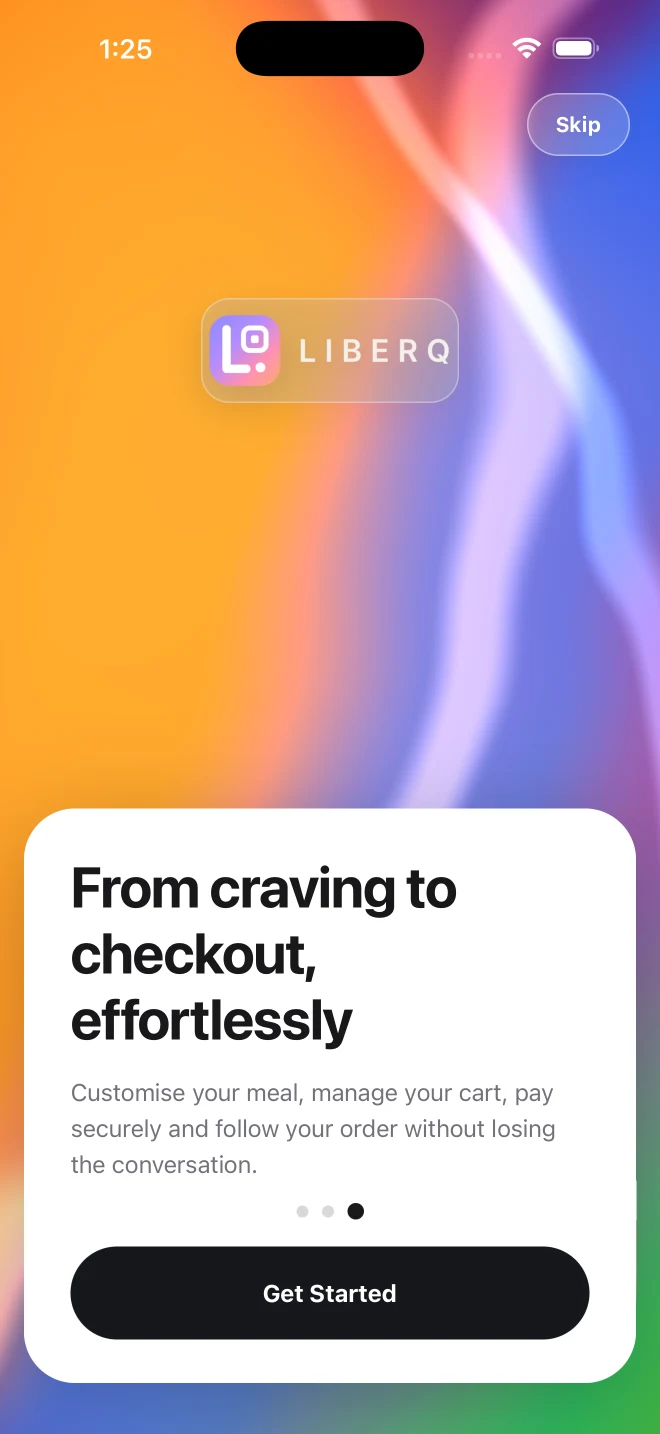 1:25
Skip
LIBERQ
From craving to
checkout,
effortlessly
Customise your meal, manage your cart, pay
securely and follow your order without losing
the conversation.
Get Started